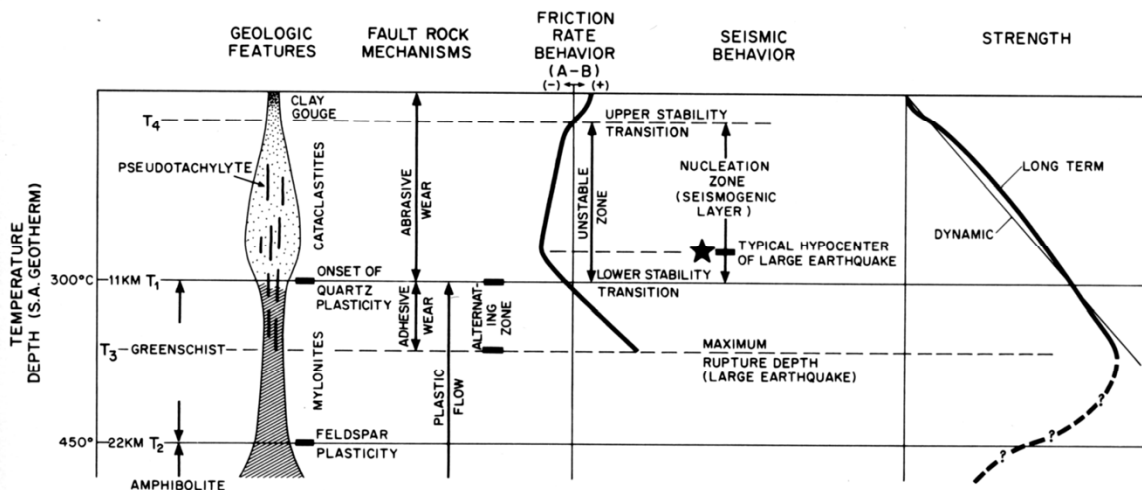 GEOLOGIC
FEATURES
FAULT ROCK
MECHANISMS
FRICTION
RATE
BEHAVIOR
(A-B)
(-) (+)
SEISMIC
BEHAVIOR
STRENGTH
TEMPERATURE
DEPTH (S.A. GEOTHERM)
T4
CLAY
GOUGE
PSEUDOTACHYLYTE
CATACLASTITES
300°C 11KM T1
ONSET OF
QUARTZ PLASTICITY
T3 GREENSCHIST
MYLONITES
450° 22KM T2
FELDSPAR
PLASTICITY
AMPHIBOLITE
ABRASIVE
WEAR
ADHESIVE
WEAR
PLASTIC
FLOW
ALTERNAT-
ING ZONE
UNSTABLE
ZONE
UPPER STABILITY
TRANSITION
NUCLEATION
ZONE
(SEISMOGENIC
LAYER)
TYPICAL HYPOCENTER
OF LARGE EARTHQUAKE
LOWER STABILITY
TRANSITION
MAXIMUM
RUPTURE DEPTH
(LARGE EARTHQUAKE)
LONG TERM
DYNAMIC
?
?
?